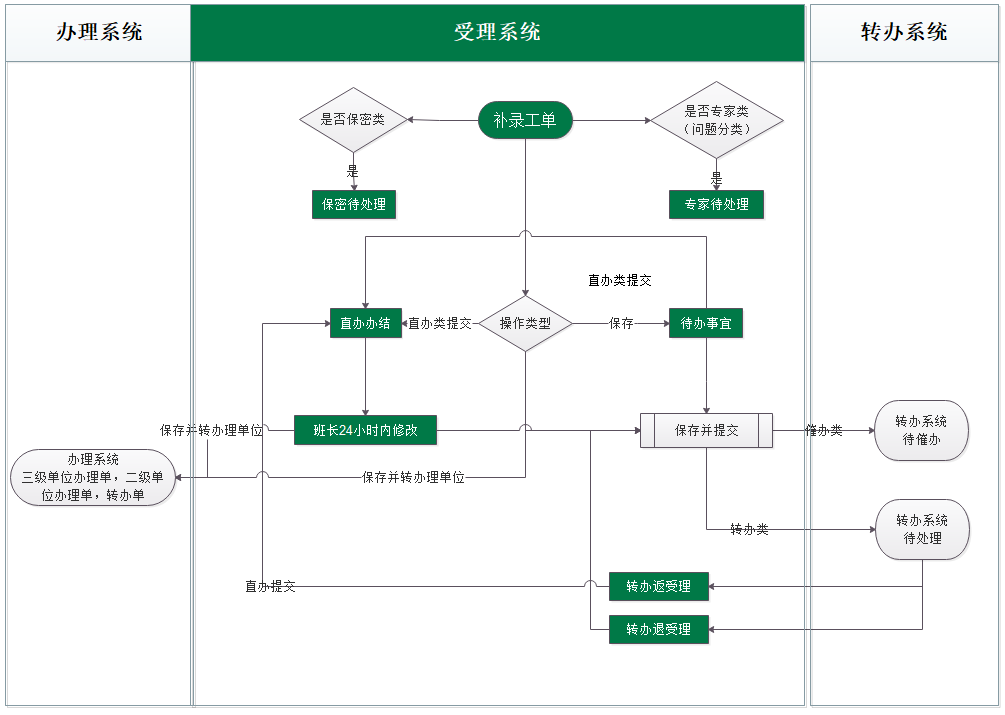 办理系统
受理系统
转办系统
是否保密类
补录工单
是否专家类
（问题分类）
是
是
保密待处理
专家待处理
直办类提交
直办办结
直办类提交
操作类型
保存
待办事宜
保存并转办理单位
班长24小时内修改
保存并提交
催办类
转办系统
待催办
办理系统
三级单位办理单，二级单
位办理单，转办单
保存并转办理单位
转办类
转办系统
待处理
直办提交
转办返受理
转办退受理